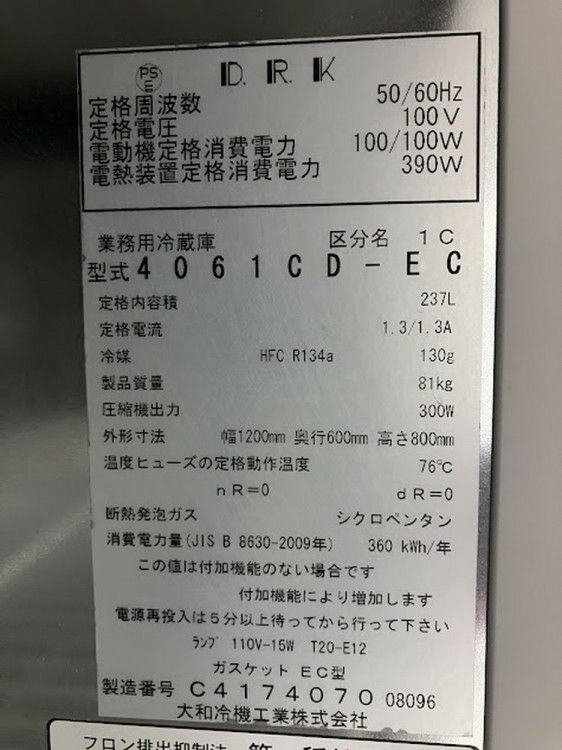 PS
E
D.R.K
定格周波数 50/60Hz
定格電圧 100V
電動機定格消費電力 100/100W
電熱装置定格消費電力 390W
業務用冷蔵庫 区分名 1C
型式 4061CD-EC
定格内容積 237L
定格電流 1.3/1.3A
冷媒 HFC R134a 130g
製品質量 81kg
圧縮機出力 300W
外形寸法 幅1200mm 奥行600mm 高さ800mm
温度ヒューズの定格動作温度 76℃
nR=0 dR=0
断熱発泡ガス シクロペンタン
消費電力量(JIS B 8630-2009年) 360 kWh/年
この値は付加機能のない場合です
付加機能により増加します
電源再投入は5分以上待ってから行って下さい
ランプ 110V-15W T20-E12
ガスケット EC型
製造番号 C4174070 08096
大和冷機工業株式会社
フロン排出抑制法 第一種